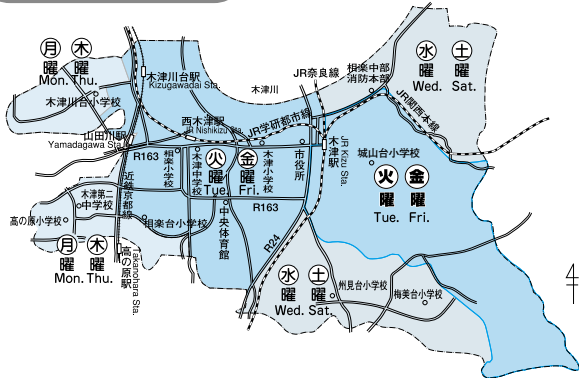 月曜 木曜
Mon. Thu.
木津川台駅
Kizugawadai Sta.
木津川
JR奈良線
相楽中部
消防本部
水曜 土曜
Wed. Sat.
木津川台小学校
西木津駅
JR Nishikizu Sta.
JR学研都市線
JR関西本線
山田川駅
Yamadagawa Sta.
R163
相楽小学校
木津中学校
火曜 金曜
Tue. Fri.
木津小学校
市役所
木津駅
JR Kizu Sta.
城山台小学校
火曜 金曜
Tue. Fri.
近鉄京都線
木津第二
中学校
高の原小学校
相楽台小学校
中央体育館
R163
R24
月曜 木曜
Mon. Thu.
高の原駅
Takanohara Sta.
水曜 土曜
Wed. Sat.
州見台小学校
梅美台小学校
4